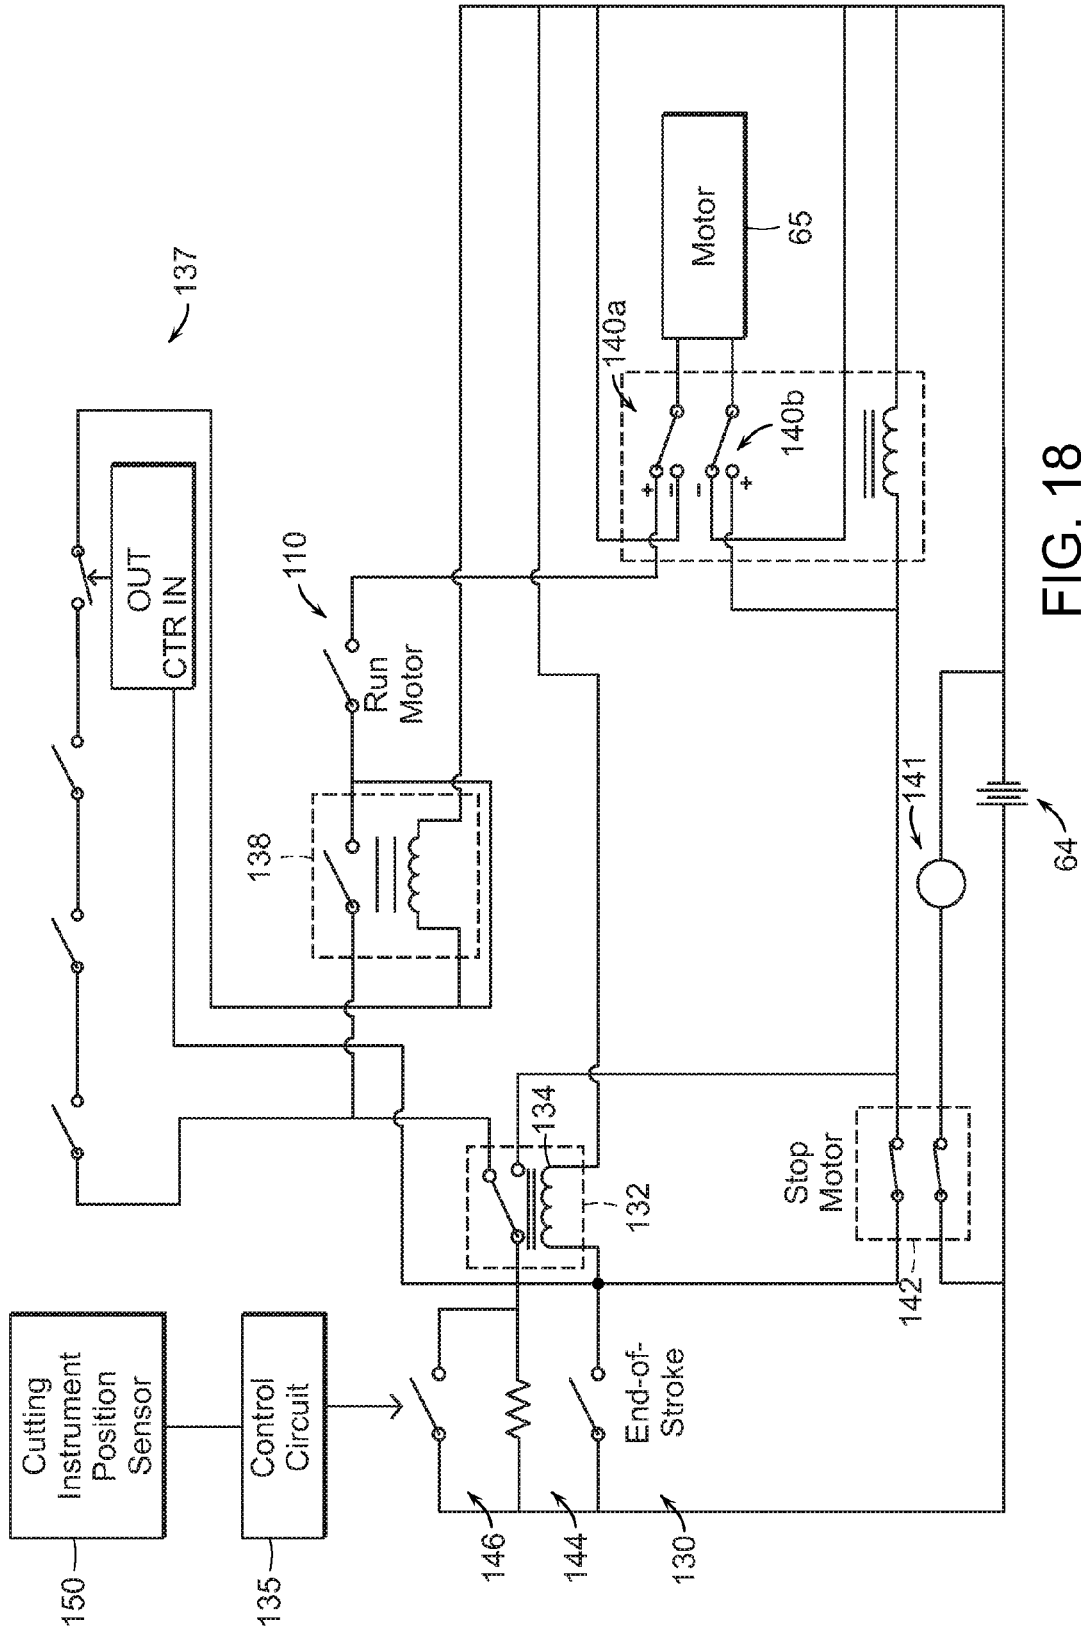 150
Cutting
Instrument
Position
Sensor
135
Control
Circuit
146
144
130
End-of-
Stroke
134
132
142
Stop
Motor
137
OUT
CTR IN
138
110
Run
Motor
140a
140b
+
−
−
+
Motor
65
141
64
FIG. 18